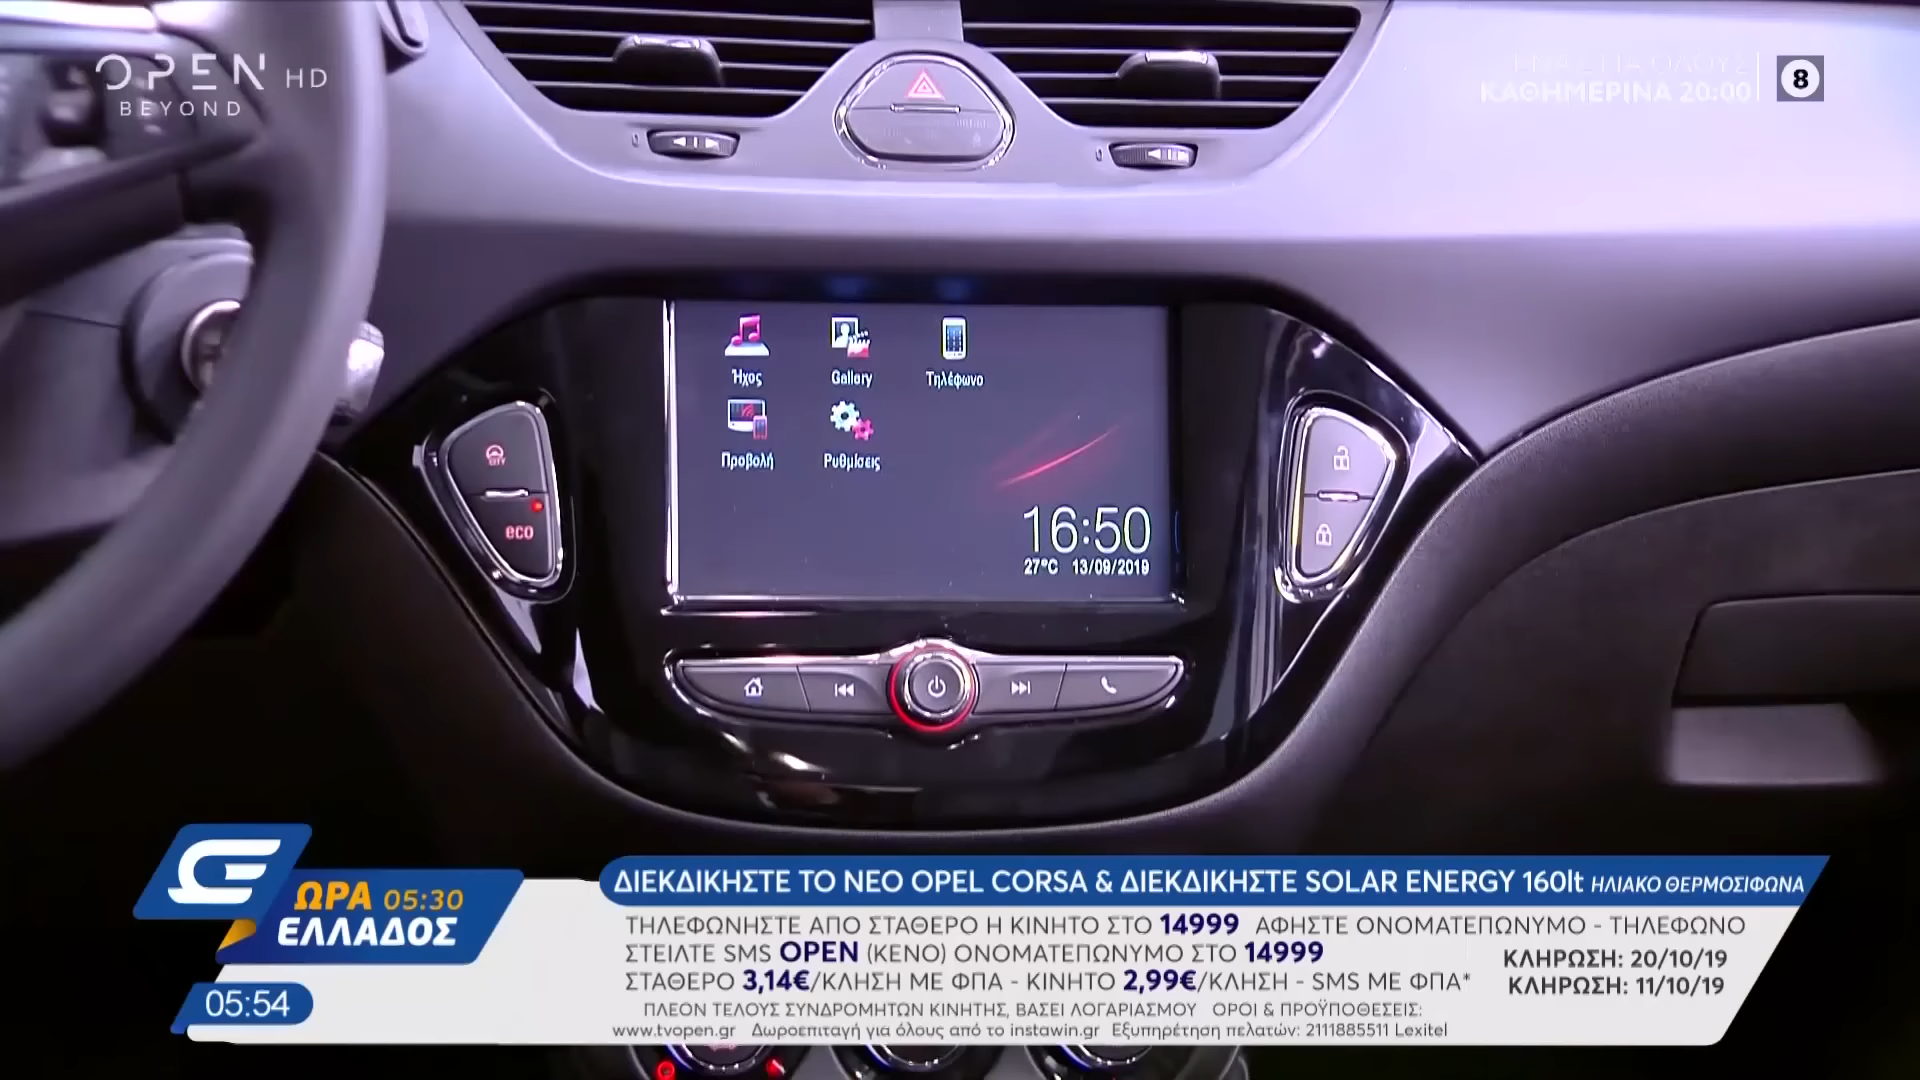 OPEN HD
BEYOND
ΚΑΘΗΜΕΡΙΝΑ 20:00
8
Ήχος
Gallery
Τηλέφωνο
Προβολή
Ρυθμίσεις
CITY
eco
16:50
27°C 13/09/2019
ΔΙΕΚΔΙΚΗΣΤΕ ΤΟ ΝΕΟ OPEL CORSA & ΔΙΕΚΔΙΚΗΣΤΕ SOLAR ENERGY 160lt ΗΛΙΑΚΟ ΘΕΡΜΟΣΙΦΩΝΑ
ΩΡΑ 05:30
ΕΛΛΑΔΟΣ
05:54
ΤΗΛΕΦΩΝΗΣΤΕ ΑΠΟ ΣΤΑΘΕΡΟ Η ΚΙΝΗΤΟ ΣΤΟ 14999 ΑΦΗΣΤΕ ΟΝΟΜΑΤΕΠΩΝΥΜΟ - ΤΗΛΕΦΩΝΟ
ΣΤΕΙΛΤΕ SMS OPEN (ΚΕΝΟ) ΟΝΟΜΑΤΕΠΩΝΥΜΟ ΣΤΟ 14999
ΚΛΗΡΩΣΗ: 20/10/19
ΣΤΑΘΕΡΟ 3,14€/ΚΛΗΣΗ ΜΕ ΦΠΑ - ΚΙΝΗΤΟ 2,99€/ΚΛΗΣΗ - SMS ΜΕ ΦΠΑ*
ΚΛΗΡΩΣΗ: 11/10/19
ΠΛΕΟΝ ΤΕΛΟΥΣ ΣΥΝΔΡΟΜΗΤΩΝ ΚΙΝΗΤΗΣ, ΒΑΣΕΙ ΛΟΓΑΡΙΑΣΜΟΥ ΟΡΟΙ & ΠΡΟΫΠΟΘΕΣΕΙΣ:
www.tvopen.gr Δωροεπιταγή για όλους από το instawin.gr Εξυπηρέτηση πελατών: 2111885511 Lexitel